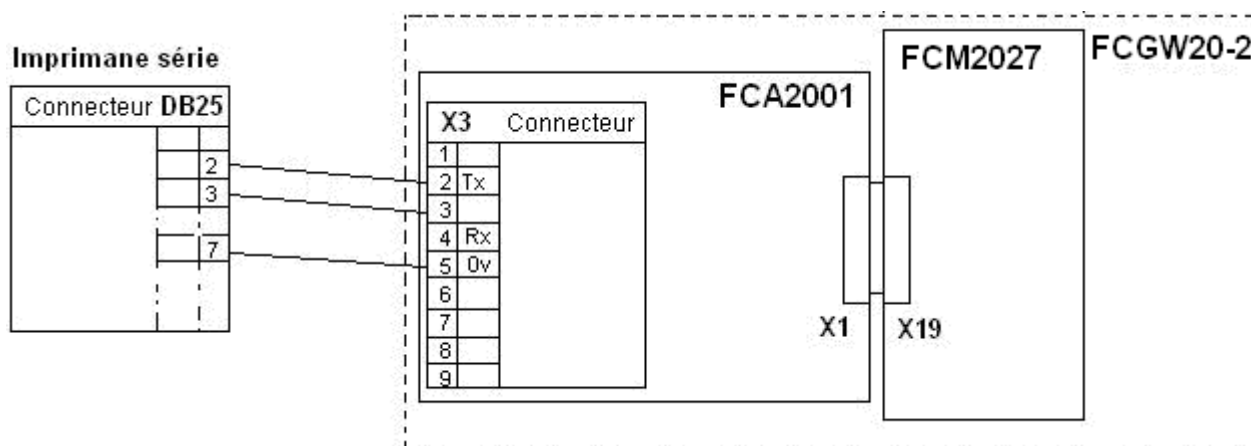 Imprimane série
Connecteur DB25
2
3
7
FCGW20-2
FCM2027
FCA2001
X3 Connecteur
1
2 Tx
3
4 Rx
5 0v
6
7
8
9
X1
X19